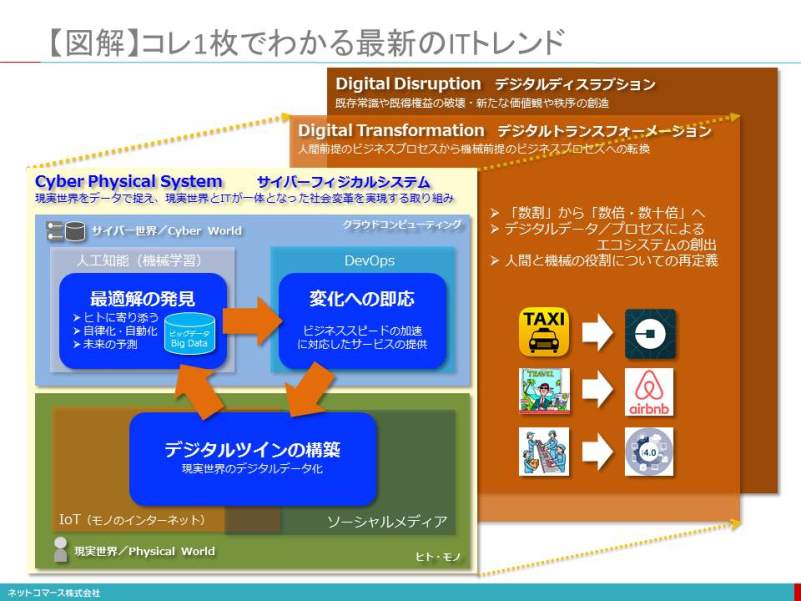 【図解】コレ1枚でわかる最新のITトレンド
Digital Disruption デジタルディスラプション
既存常識や既得権益の破壊・新たな価値観や秩序の創造
Digital Transformation デジタルトランスフォーメーション
人間前提のビジネスプロセスから機械前提のビジネスプロセスへの転換
Cyber Physical System サイバーフィジカルシステム
現実世界をデータで捉え、現実世界とITが一体となった社会変革を実現する取り組み
サイバー世界/Cyber World
クラウドコンピューティング
人工知能(機械学習)
最適解の発見
➢ ヒトに寄り添う
➢ 自律化・自動化
➢ 未来の予測
ビッグデータ
Big Data
DevOps
変化への即応
ビジネススピードの加速
に対応したサービスの提供
デジタルツインの構築
現実世界のデジタルデータ化
IoT(モノのインターネット)
ソーシャルメディア
現実世界/Physical World
ヒト・モノ
➢ 「数割」から「数倍・数十倍」へ
➢ デジタルデータ/プロセスによる
エコシステムの創出
➢ 人間と機械の役割についての再定義
TAXI
TRAVEL
airbnb
4.0
ネットコマース株式会社